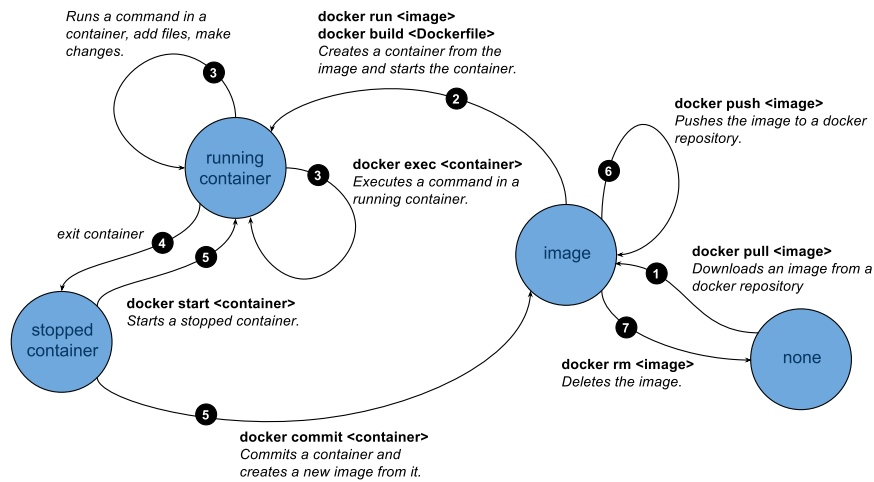 Runs a command in a
container, add files, make
changes.
3
docker run <image>
docker build <Dockerfile>
Creates a container from the
image and starts the container.
2
docker push <image>
Pushes the image to a docker
repository.
6
running
container
docker exec <container>
Executes a command in a
running container.
3
exit container
4
5
image
docker pull <image>
Downloads an image from a
docker repository
1
docker start <container>
Starts a stopped container.
stopped
container
7
none
docker rm <image>
Deletes the image.
5
docker commit <container>
Commits a container and
creates a new image from it.